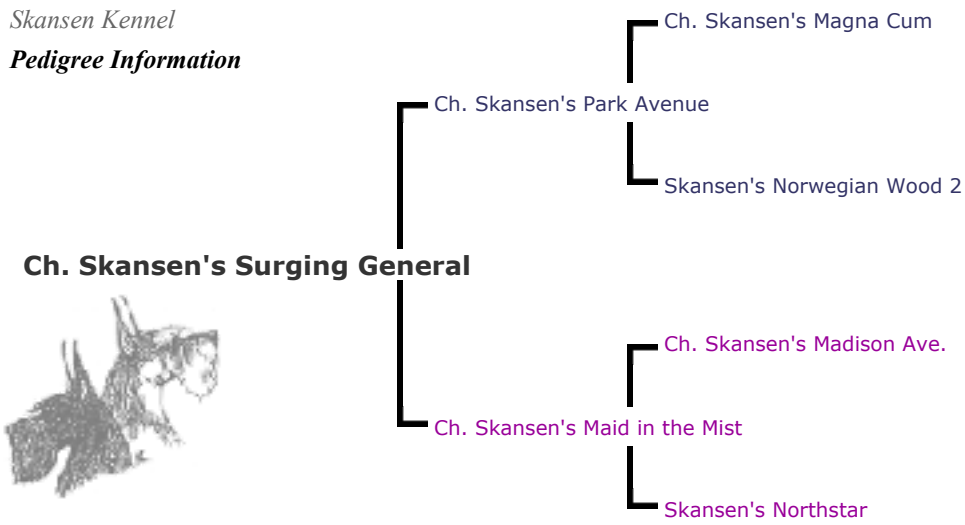 Skansen Kennel
Pedigree Information
Ch. Skansen's Magna Cum
Ch. Skansen's Park Avenue
Skansen's Norwegian Wood 2
Ch. Skansen's Surging General
Ch. Skansen's Madison Ave.
Ch. Skansen's Maid in the Mist
Skansen's Northstar